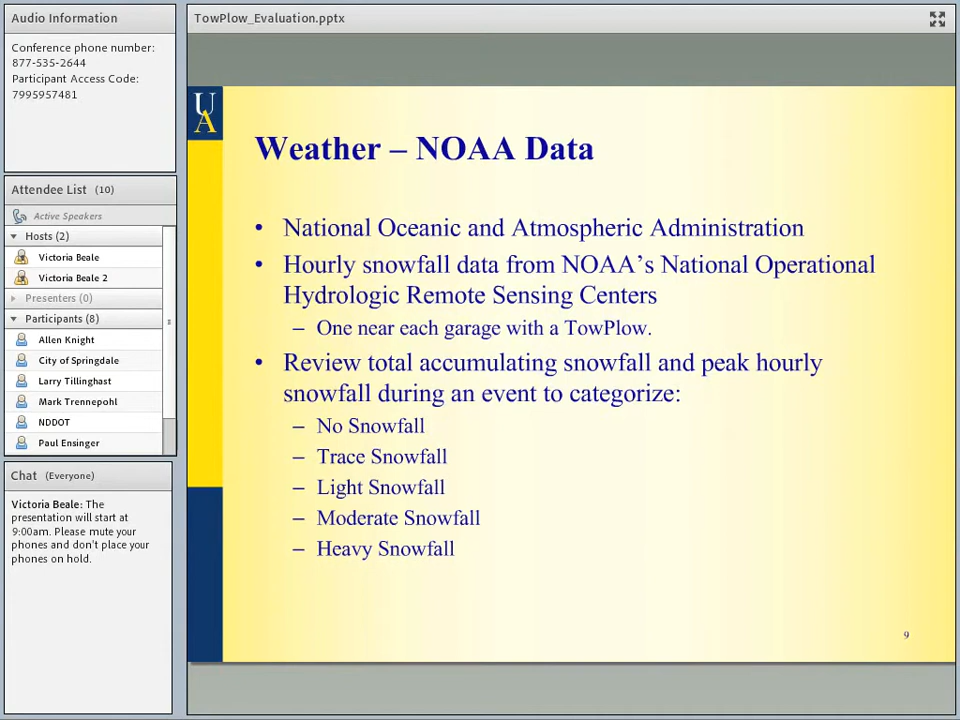 Audio Information
Conference phone number:
877-535-2644
Participant Access Code:
7995957481
Attendee List (10)
Active Speakers
Hosts (2)
Victoria Beale
Victoria Beale 2
Presenters (0)
Participants (8)
Allen Knight
City of Springdale
Larry Tillinghast
Mark Trennepohl
NDDOT
Paul Ensinger
Chat (Everyone)
Victoria Beale: The
presentation will start at
9:00am. Please mute your
phones and don't place your
phones on hold.
TowPlow_Evaluation.pptx
UA
Weather – NOAA Data
• National Oceanic and Atmospheric Administration
• Hourly snowfall data from NOAA's National Operational
Hydrologic Remote Sensing Centers
– One near each garage with a TowPlow.
• Review total accumulating snowfall and peak hourly
snowfall during an event to categorize:
– No Snowfall
– Trace Snowfall
– Light Snowfall
– Moderate Snowfall
– Heavy Snowfall
9